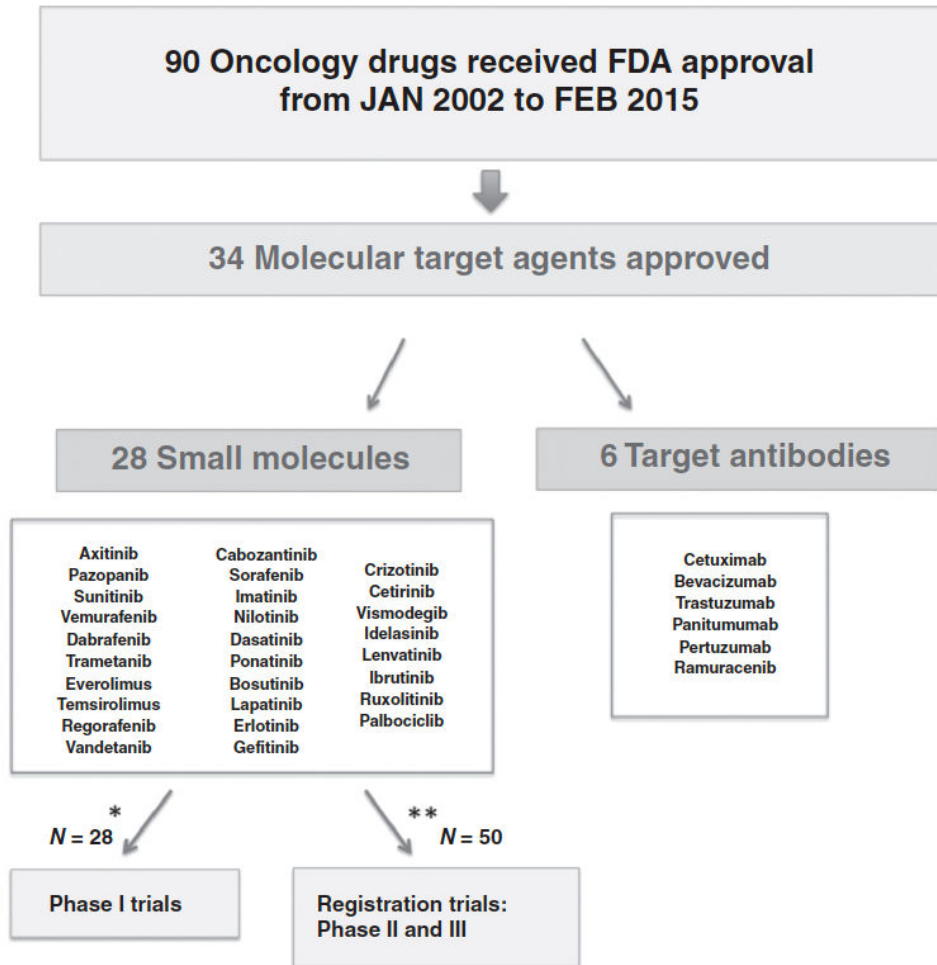 90 Oncology drugs received FDA approval
from JAN 2002 to FEB 2015
34 Molecular target agents approved
28 Small molecules
6 Target antibodies
Axitinib
Pazopanib
Sunitinib
Vemurafenib
Dabrafenib
Trametanib
Everolimus
Temsirolimus
Regorafenib
Vandetanib
Cabozantinib
Sorafenib
Imatinib
Nilotinib
Dasatinib
Ponatinib
Bosutinib
Lapatinib
Erlotinib
Gefitinib
Crizotinib
Cetirinib
Vismodegib
Idelasinib
Lenvatinib
Ibrutinib
Ruxolitinib
Palbociclib
Cetuximab
Bevacizumab
Trastuzumab
Panitumumab
Pertuzumab
Ramuracenib
*
N = 28
**
N = 50
Phase I trials
Registration trials:
Phase II and III